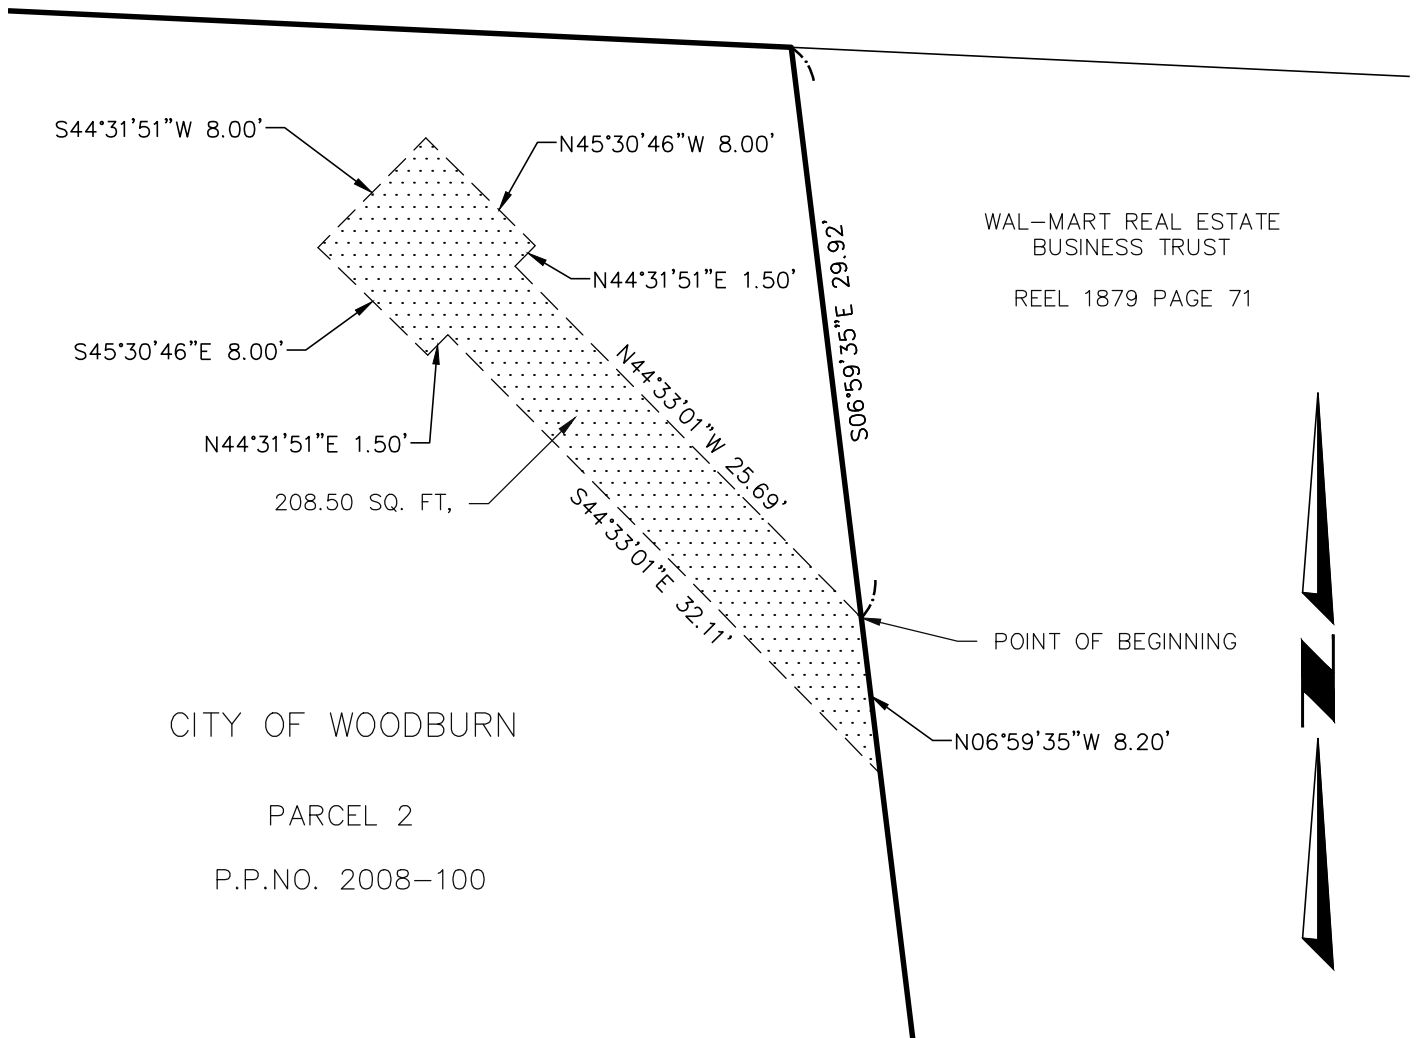 S44°31'51"W 8.00'
N45°30'46"W 8.00'
WAL-MART REAL ESTATE
BUSINESS TRUST
REEL 1879 PAGE 71
S06°59'35"E 29.92'
N44°31'51"E 1.50'
S45°30'46"E 8.00'
N44°33'01"W 25.69'
N44°31'51"E 1.50'
208.50 SQ. FT,
S44°33'01"E 32.11'
POINT OF BEGINNING
N
CITY OF WOODBURN
N06°59'35"W 8.20'
PARCEL 2
P.P.NO. 2008-100